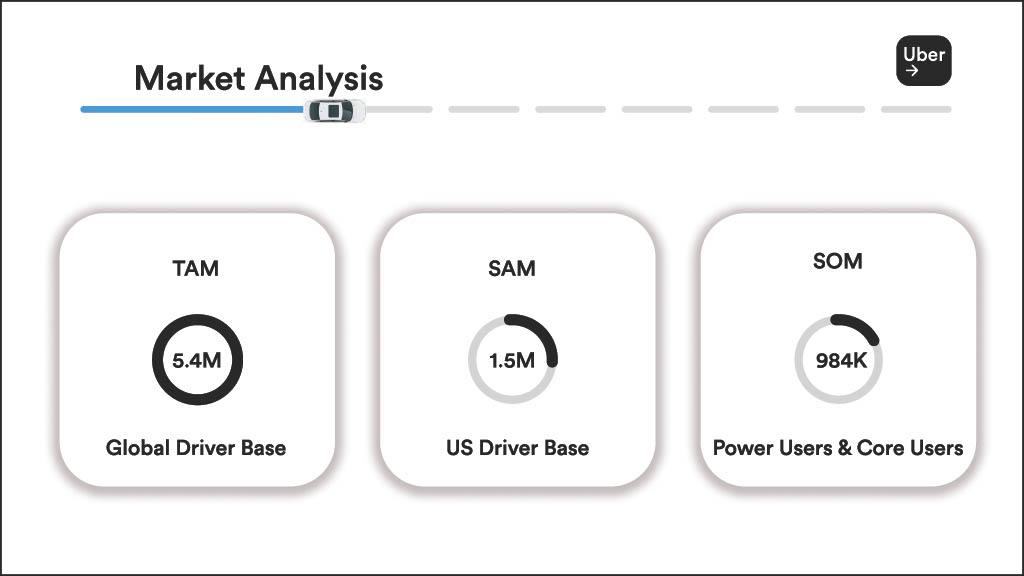 Market Analysis
Uber
→
TAM
5.4M
Global Driver Base
SAM
1.5M
US Driver Base
SOM
984K
Power Users & Core Users